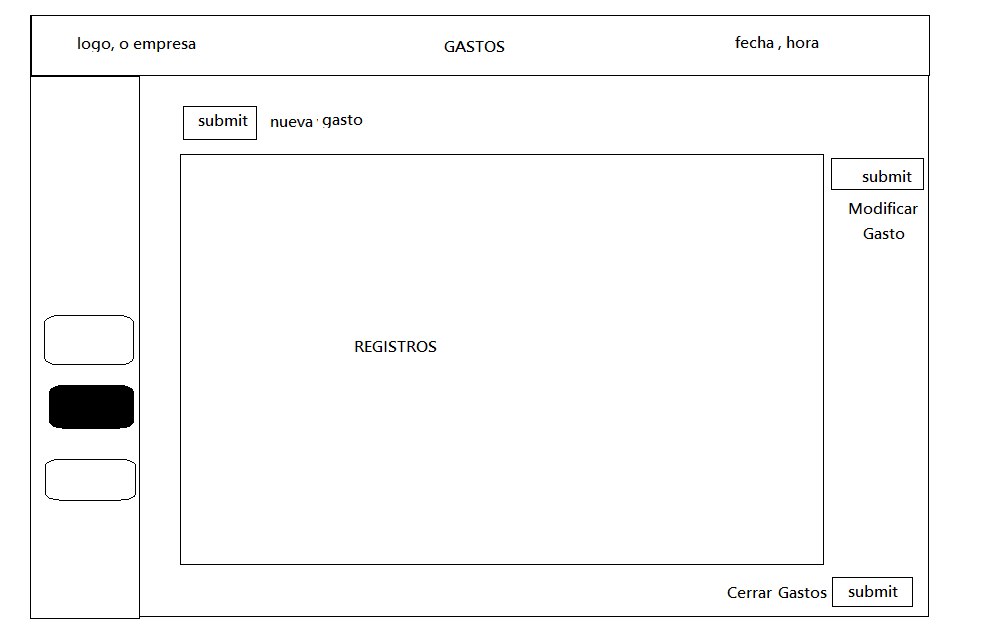 logo, o empresa
GASTOS
fecha , hora
submit
nueva gasto
submit
Modificar
Gasto
REGISTROS
Cerrar Gastos
submit